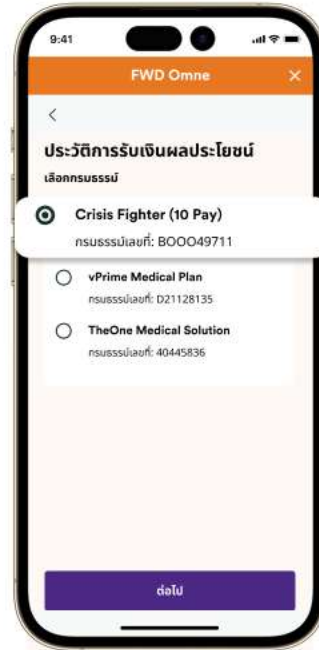 9:41
FWD Omne
ประวัติการรับเงินผลประโยชน์
เลือกกรมธรรม์
Crisis Fighter (10 Pay)
กรมธรรม์เลขที่: BOOO49711
vPrime Medical Plan
กรมธรรม์เลขที่: D21128135
TheOne Medical Solution
กรมธรรม์เลขที่: 40445836
ต่อไป